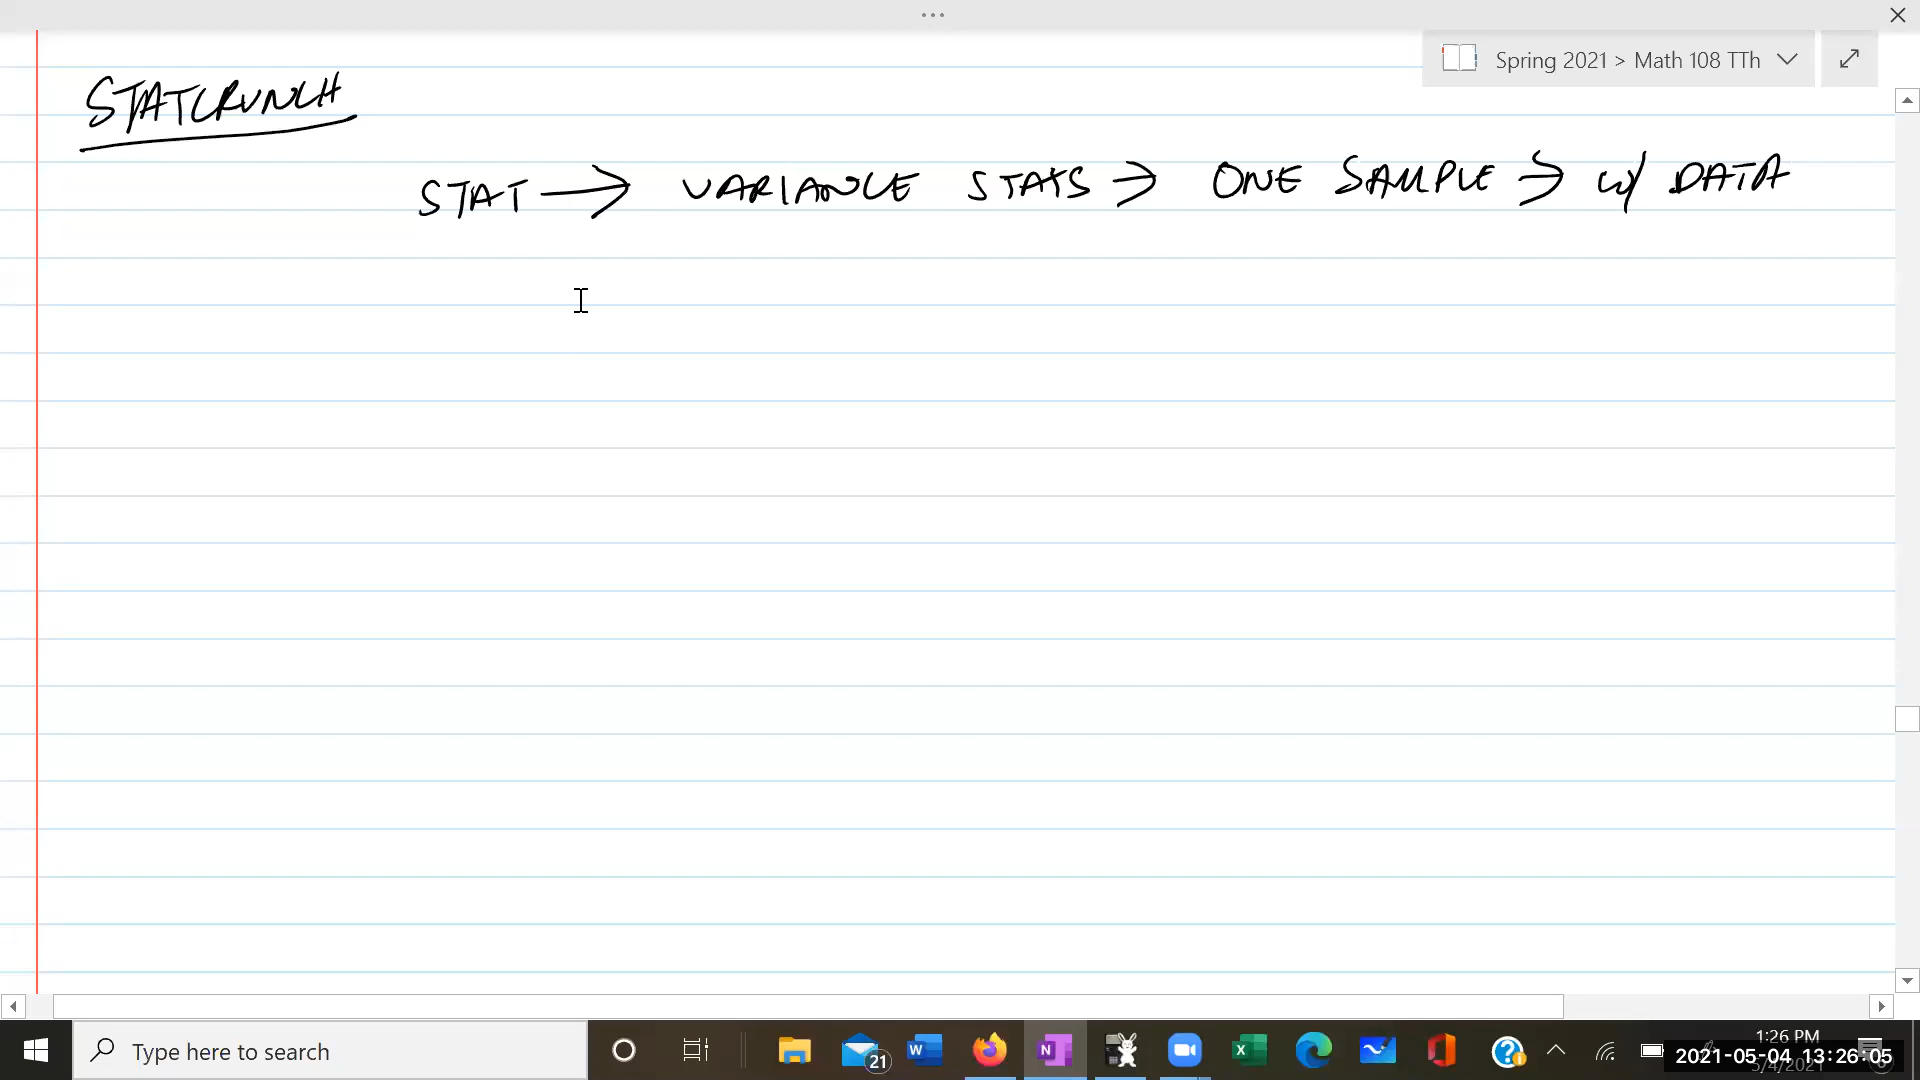 Spring 2021 > Math 108 TTh
STATCRUNCH
STAT → VARIANCE STATS → ONE SAMPLE → w/ DATA
Type here to search
21
1:26 PM
2021-05-04 13:26:05